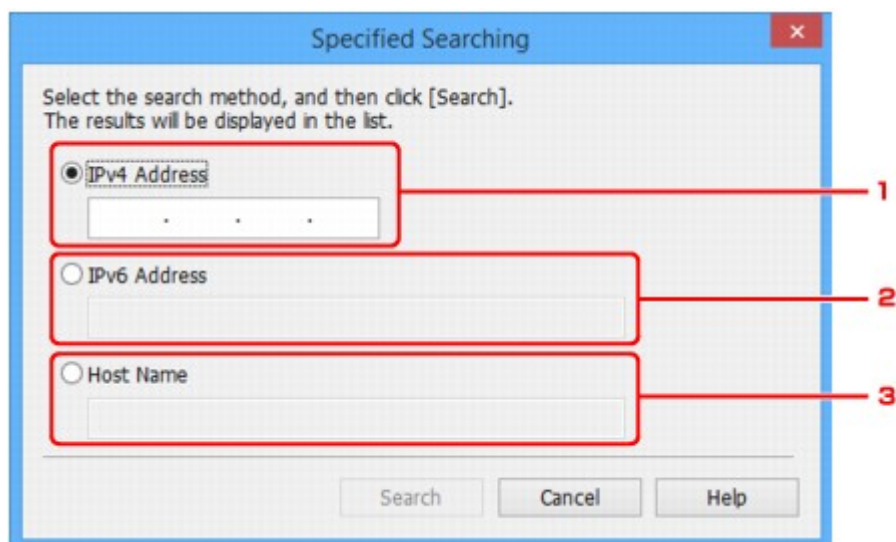 Specified Searching
Select the search method, and then click [Search].
The results will be displayed in the list.
IPv4 Address
1
. . .
IPv6 Address
2
Host Name
3
Search Cancel Help